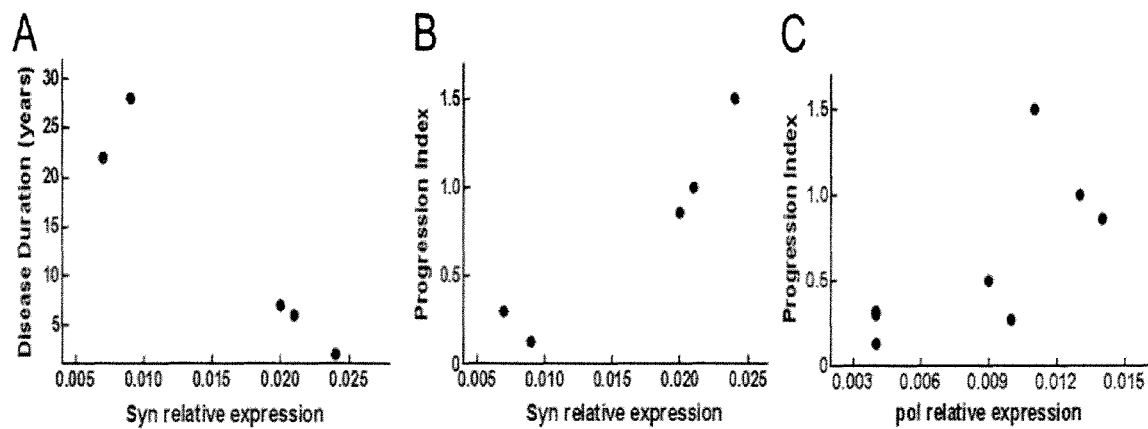 A
B
C
Disease Duration (years)
30
25
20
15
10
5
0.005 0.010 0.015 0.020 0.025
Syn relative expression
Progression Index
1.5
1.0
0.5
0
0.005 0.010 0.015 0.020 0.025
Syn relative expression
Progression Index
1.5
1.0
0.5
0
0.003 0.006 0.009 0.012 0.015
pol relative expression